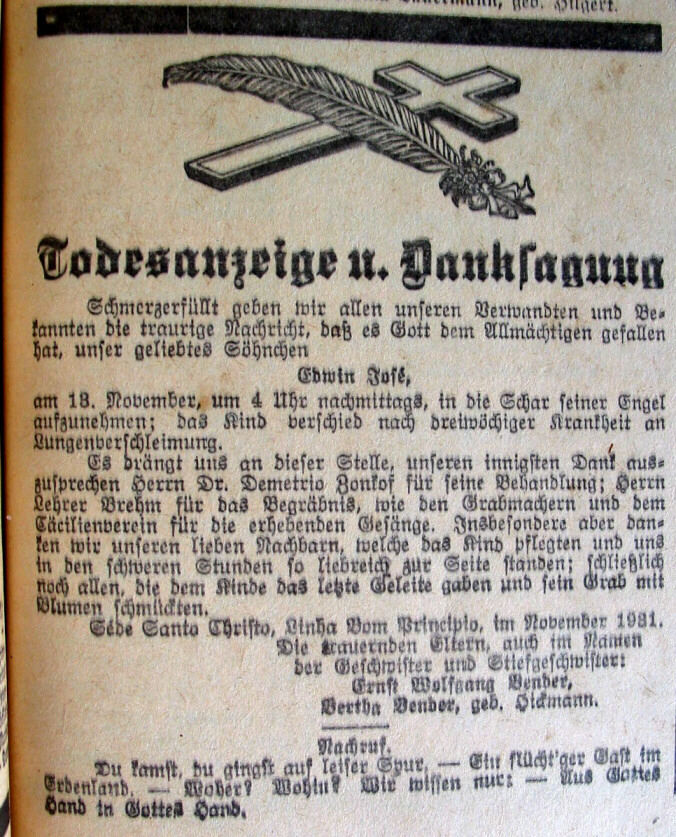 geb. Hilgert.
Todesanzeige u. Danksagung
Schmerzerfüllt geben wir allen unseren Verwandten und Be-
kannten die traurige Nachricht, daß es Gott dem Allmächtigen gefallen
hat, unser geliebtes Söhnchen
Edwin José,
am 13. November, um 4 Uhr nachmittags, in die Schar seiner Engel
aufzunehmen; das Kind verschied nach dreiwöchiger Krankheit an
Lungenverschleimung.
Es drängt uns an dieser Stelle, unseren innigsten Dank aus-
zusprechen Herrn Dr. Demetrio Zonkof für seine Behandlung; Herrn
Lehrer Brehm für das Begräbnis, wie den Grabmachern und dem
Cäcilienverein für die erhebenden Gesänge. Insbesondere aber dan-
ken wir unseren lieben Nachbarn, welche das Kind pflegten und uns
in den schweren Stunden so liebreich zur Seite standen; schließlich
noch allen, die dem Kinde das letzte Geleite gaben und sein Grab mit
Blumen schmückten.
Séde Santo Christo, Linha Bom Principio, im November 1931.
Die trauernden Eltern, auch im Namen
der Geschwister und Stiefgeschwister:
Ernst Wolfgang Bender,
Bertha Bender, geb. Hickmann.
Nachruf.
Du kamst, du gingst auf leiser Spur, — Ein flücht'ger Gast im
Erdenland. — Woher? Wohin? Wir wissen nur: — Aus Gottes
Hand in Gottes Hand.